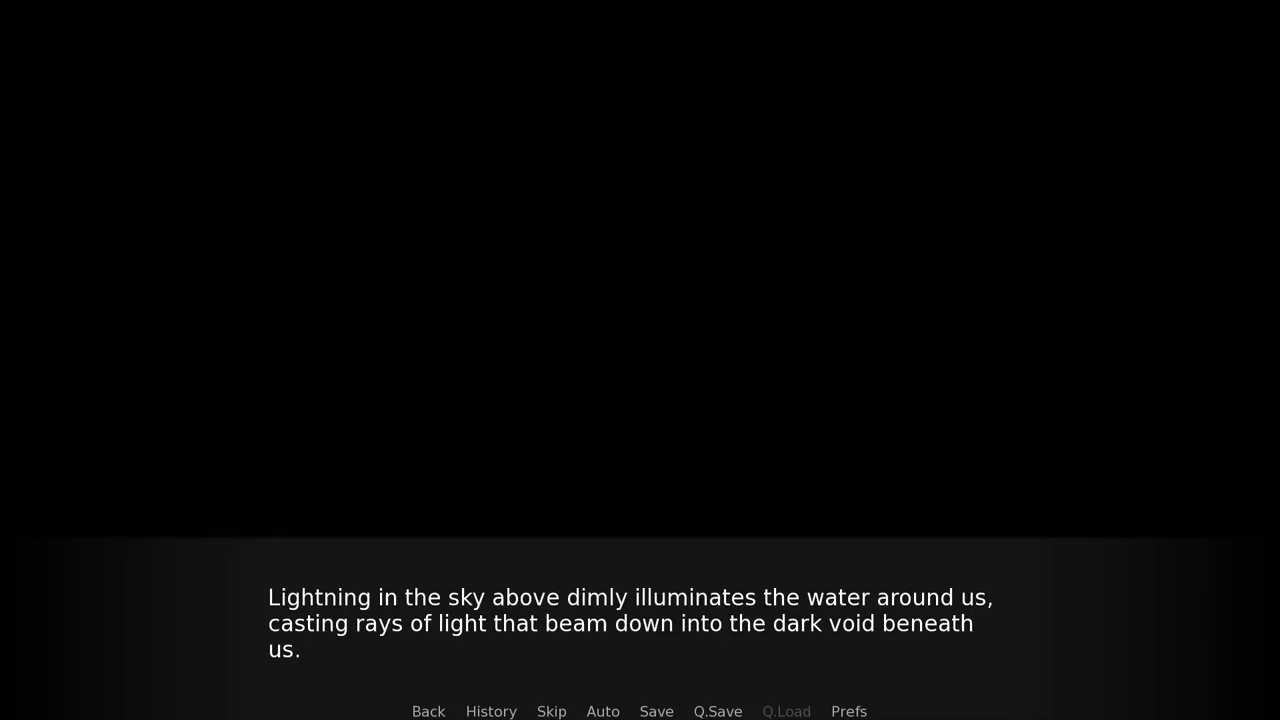 Lightning in the sky above dimly illuminates the water around us,
casting rays of light that beam down into the dark void beneath
us.
Back History Skip Auto Save Q.Save Q.Load Prefs